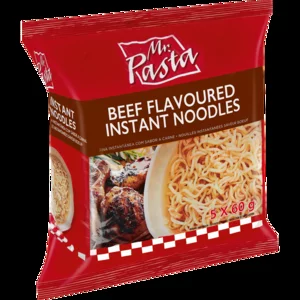 Mr.
Pasta
BEEF FLAVOURED
INSTANT NOODLES
INSTANT
NOODLES
5 X 60 g